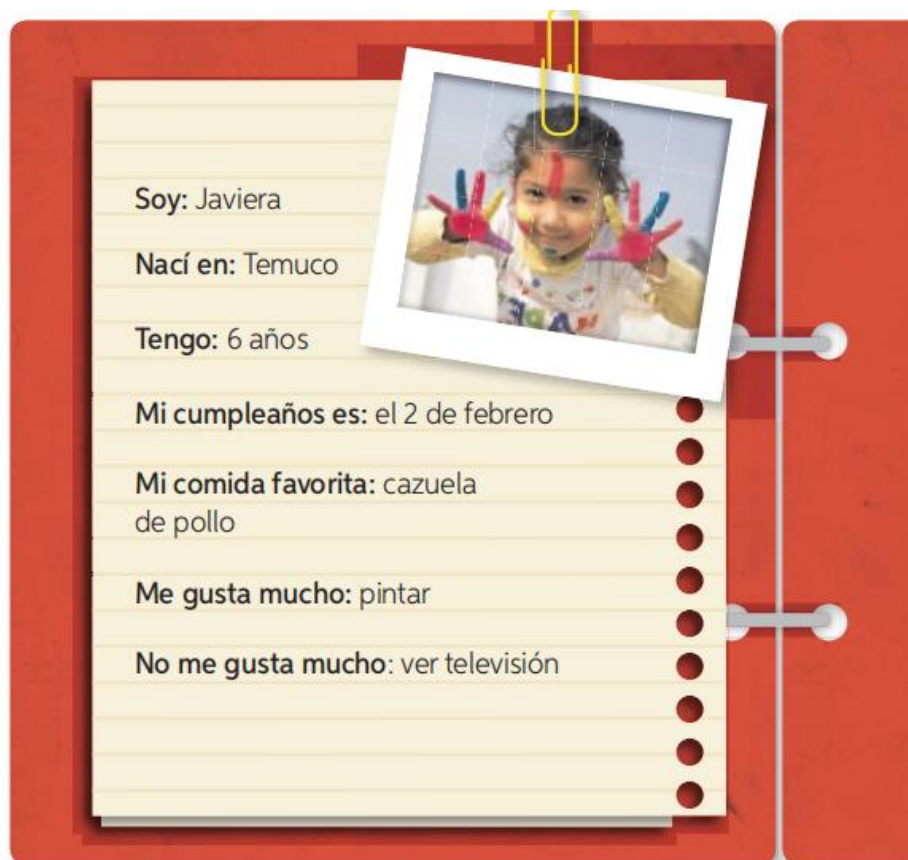 Soy: Javiera
Nací en: Temuco
Tengo: 6 años
Mi cumpleaños es: el 2 de febrero
Mi comida favorita: cazuela
de pollo
Me gusta mucho: pintar
No me gusta mucho: ver televisión